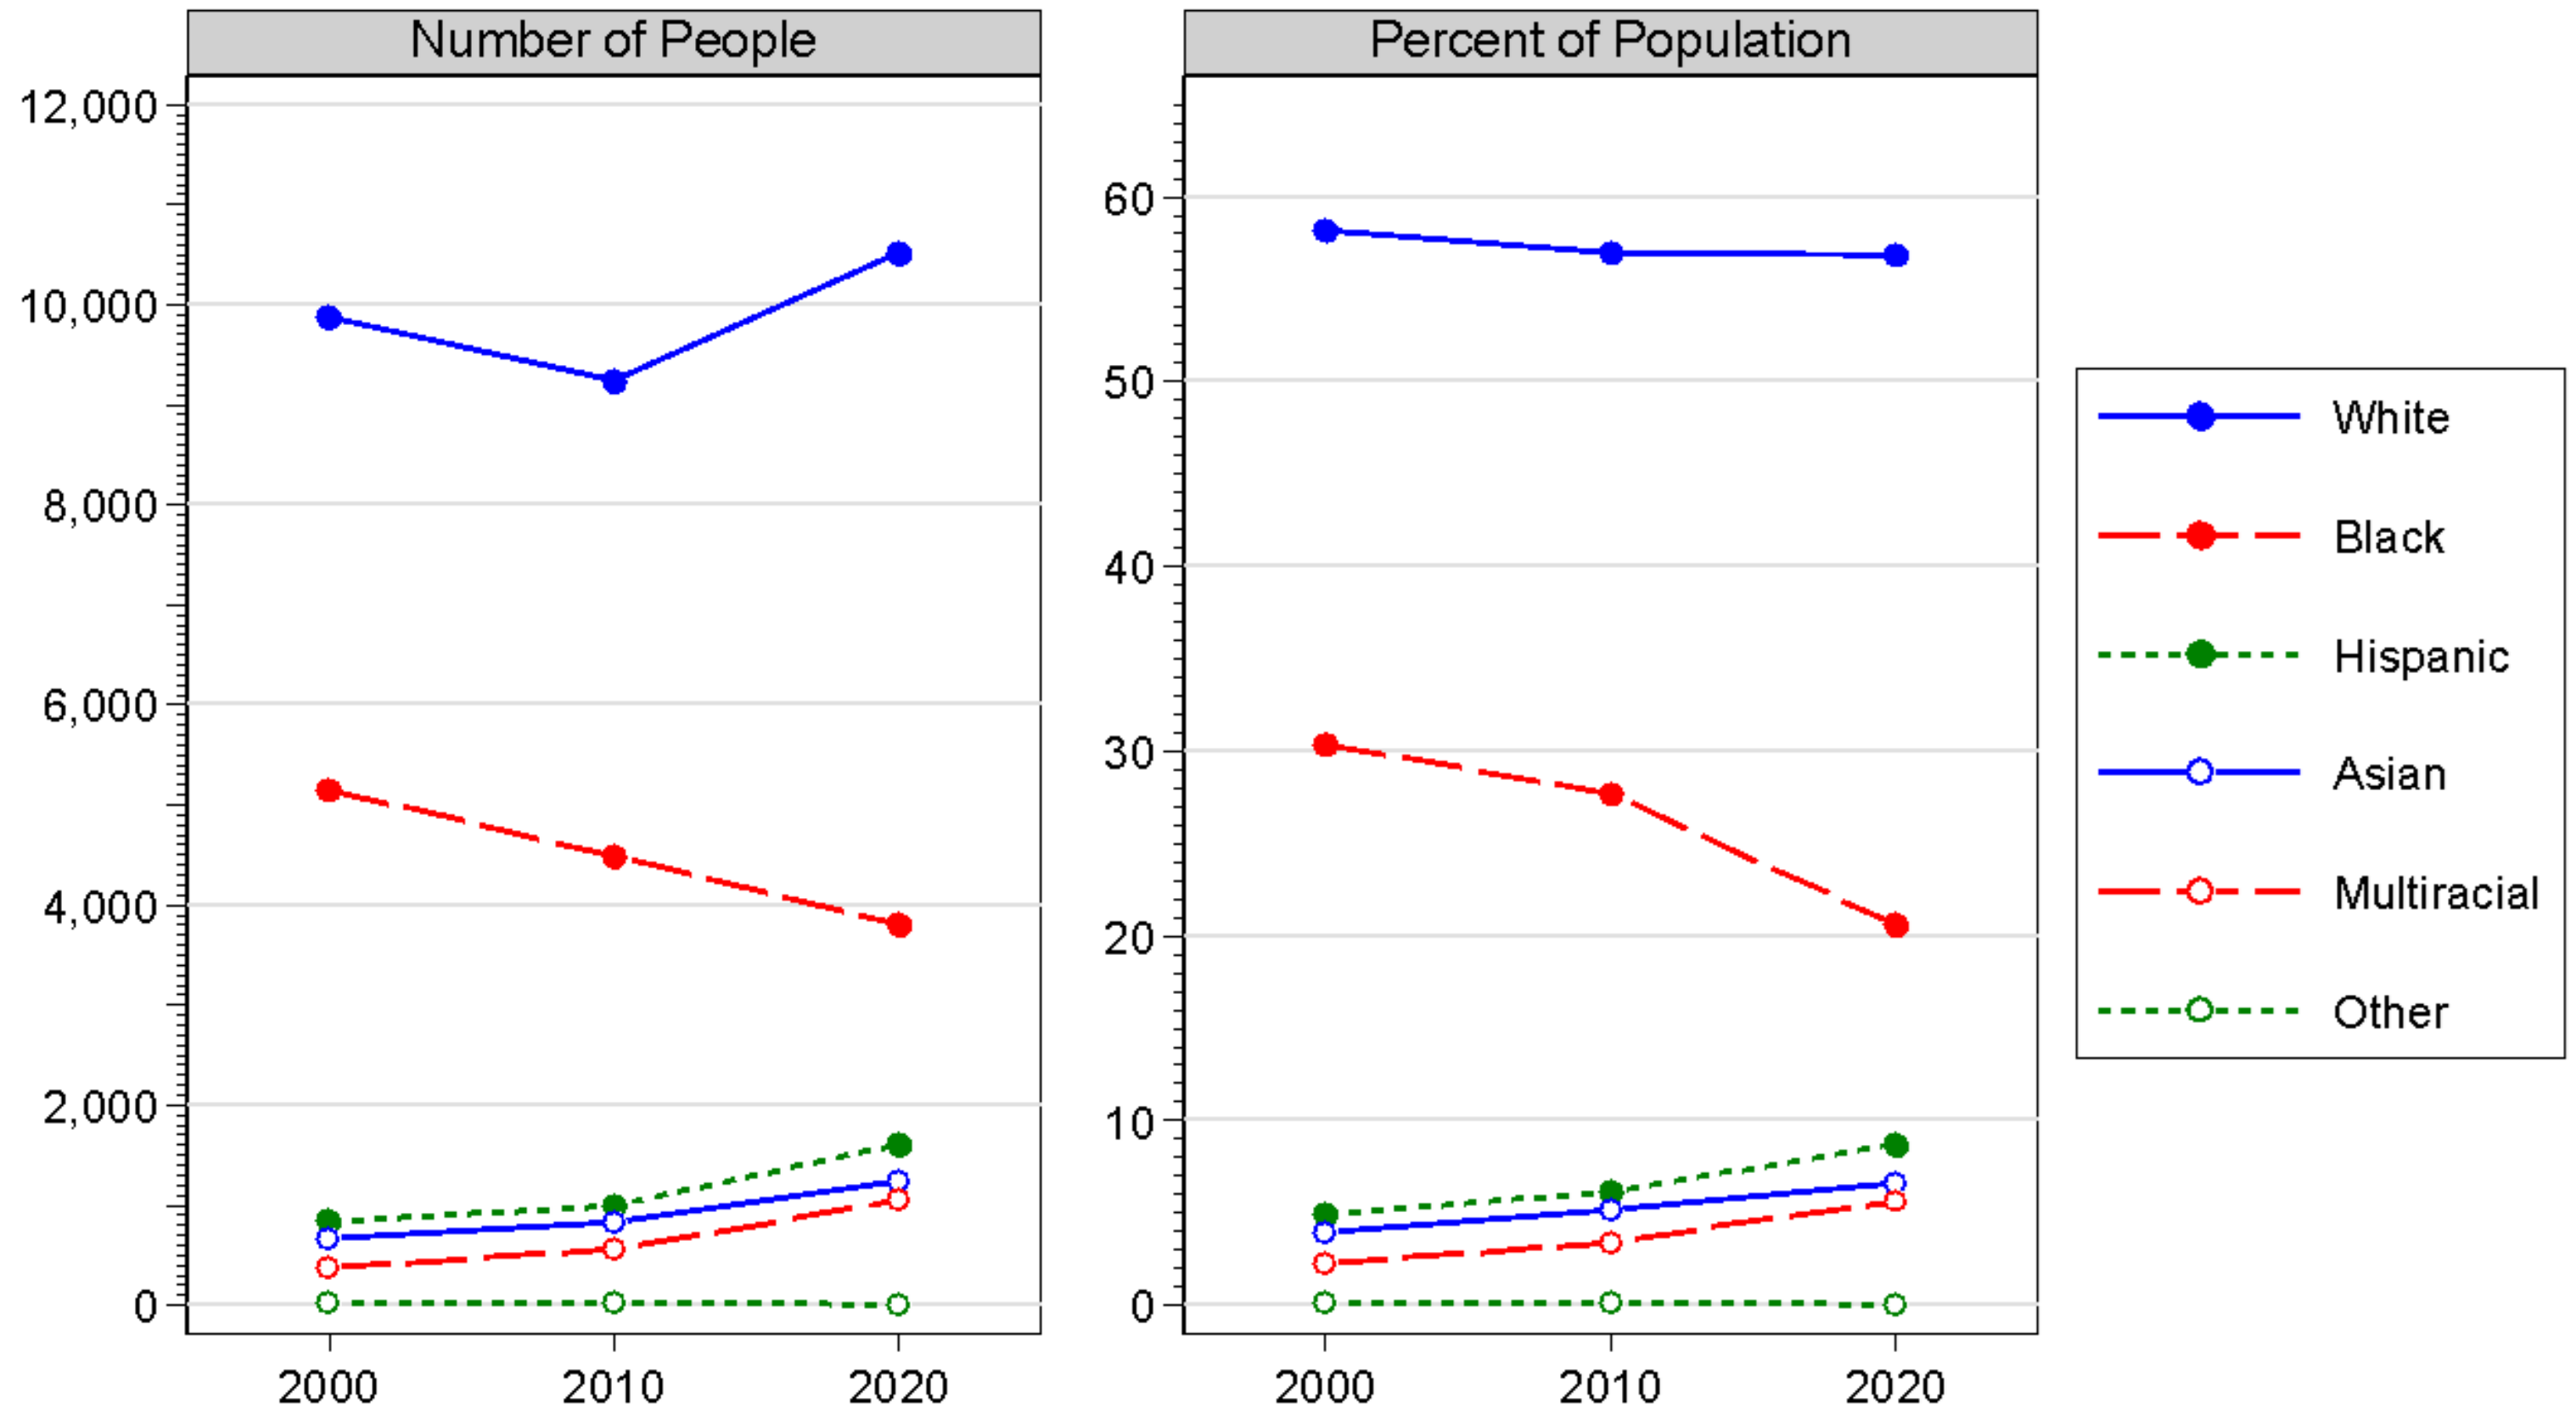 Number of People
12,000
10,000
8,000
6,000
4,000
2,000
0
2000 2010 2020
Percent of Population
60
50
40
30
20
10
0
2000 2010 2020
White
Black
Hispanic
Asian
Multiracial
Other